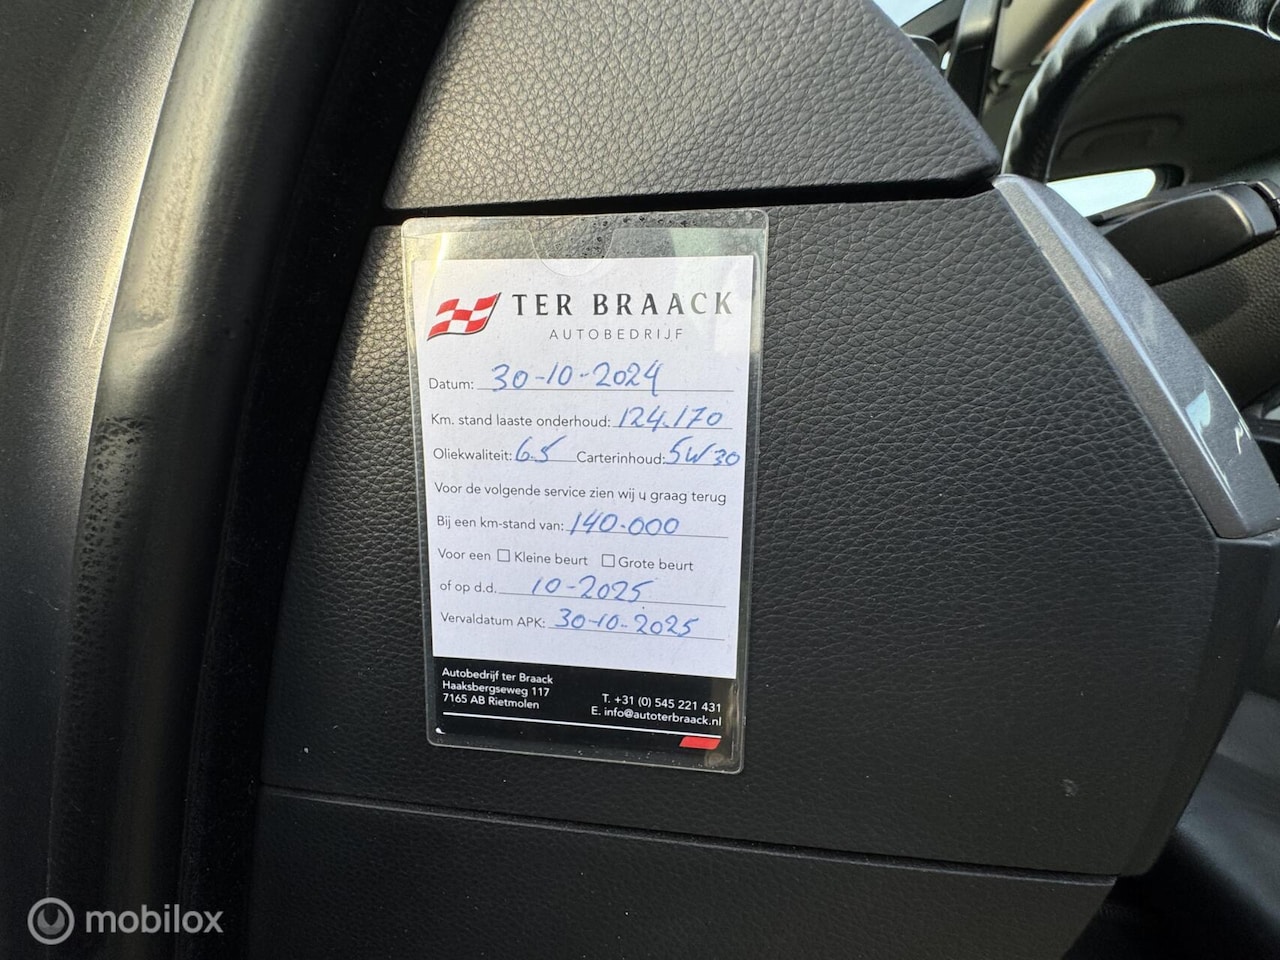 TER BRAACK
AUTOBEDRIJF
Datum: 30-10-2024
Km. stand laaste onderhoud: 124.170
Oliekwaliteit: 6.5 Carterinhoud: 5W30
Voor de volgende service zien wij u graag terug
Bij een km-stand van: 140.000
Voor een ☐ Kleine beurt ☐ Grote beurt
of op d.d. 10-2025
Vervaldatum APK: 30-10-2025
Autobedrijf ter Braack
Haaksbergseweg 117
7165 AB Rietmolen
T. +31 (0) 545 221 431
E. info@autoterbraack.nl
mobilox